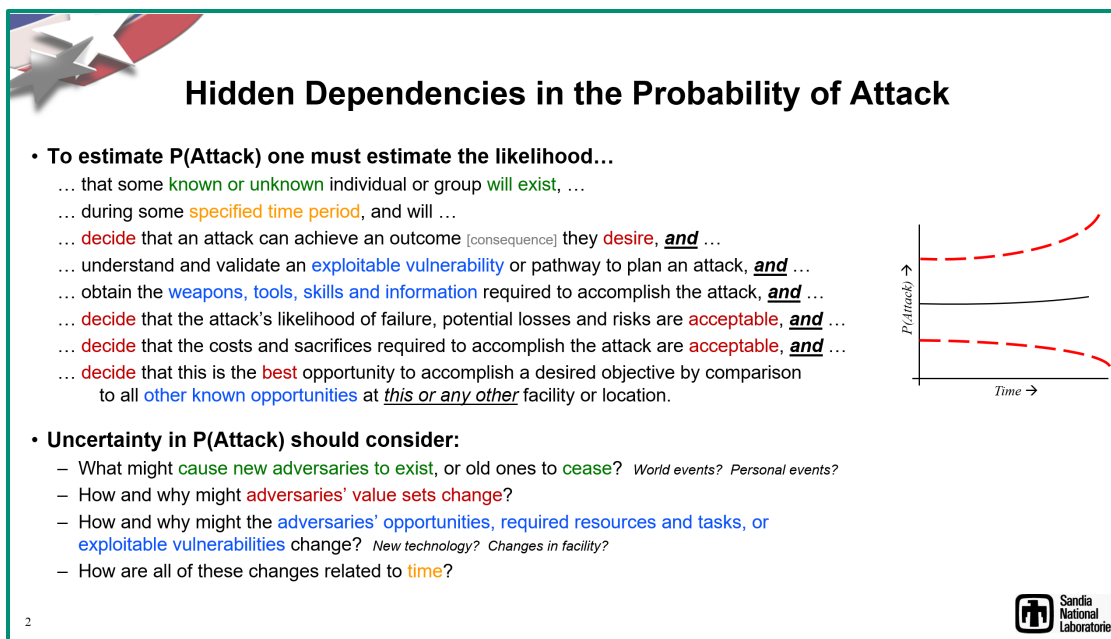 Hidden Dependencies in the Probability of Attack
• To estimate P(Attack) one must estimate the likelihood…
… that some known or unknown individual or group will exist, …
… during some specified time period, and will …
… decide that an attack can achieve an outcome [consequence] they desire, and …
… understand and validate an exploitable vulnerability or pathway to plan an attack, and …
… obtain the weapons, tools, skills and information required to accomplish the attack, and …
… decide that the attack's likelihood of failure, potential losses and risks are acceptable, and …
… decide that the costs and sacrifices required to accomplish the attack are acceptable, and …
… decide that this is the best opportunity to accomplish a desired objective by comparison
to all other known opportunities at this or any other facility or location.
P(Attack) →
Time →
• Uncertainty in P(Attack) should consider:
– What might cause new adversaries to exist, or old ones to cease? World events? Personal events?
– How and why might adversaries' value sets change?
– How and why might the adversaries' opportunities, required resources and tasks, or
exploitable vulnerabilities change? New technology? Changes in facility?
– How are all of these changes related to time?
2
Sandia
National
Laboratorie